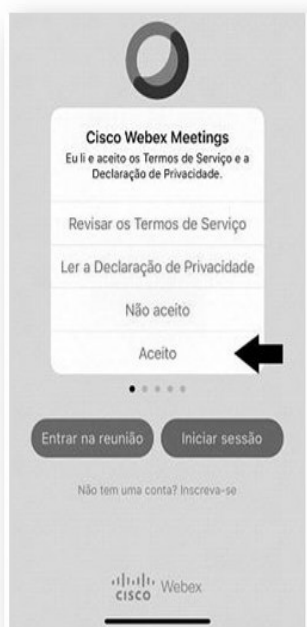 Cisco Webex Meetings
Eu li e aceito os Termos de Serviço e a
Declaração de Privacidade.
Revisar os Termos de Serviço
Ler a Declaração de Privacidade
Não aceito
Aceito
Entrar na reunião Iniciar sessão
Não tem uma conta? Inscreva-se
CISCO Webex